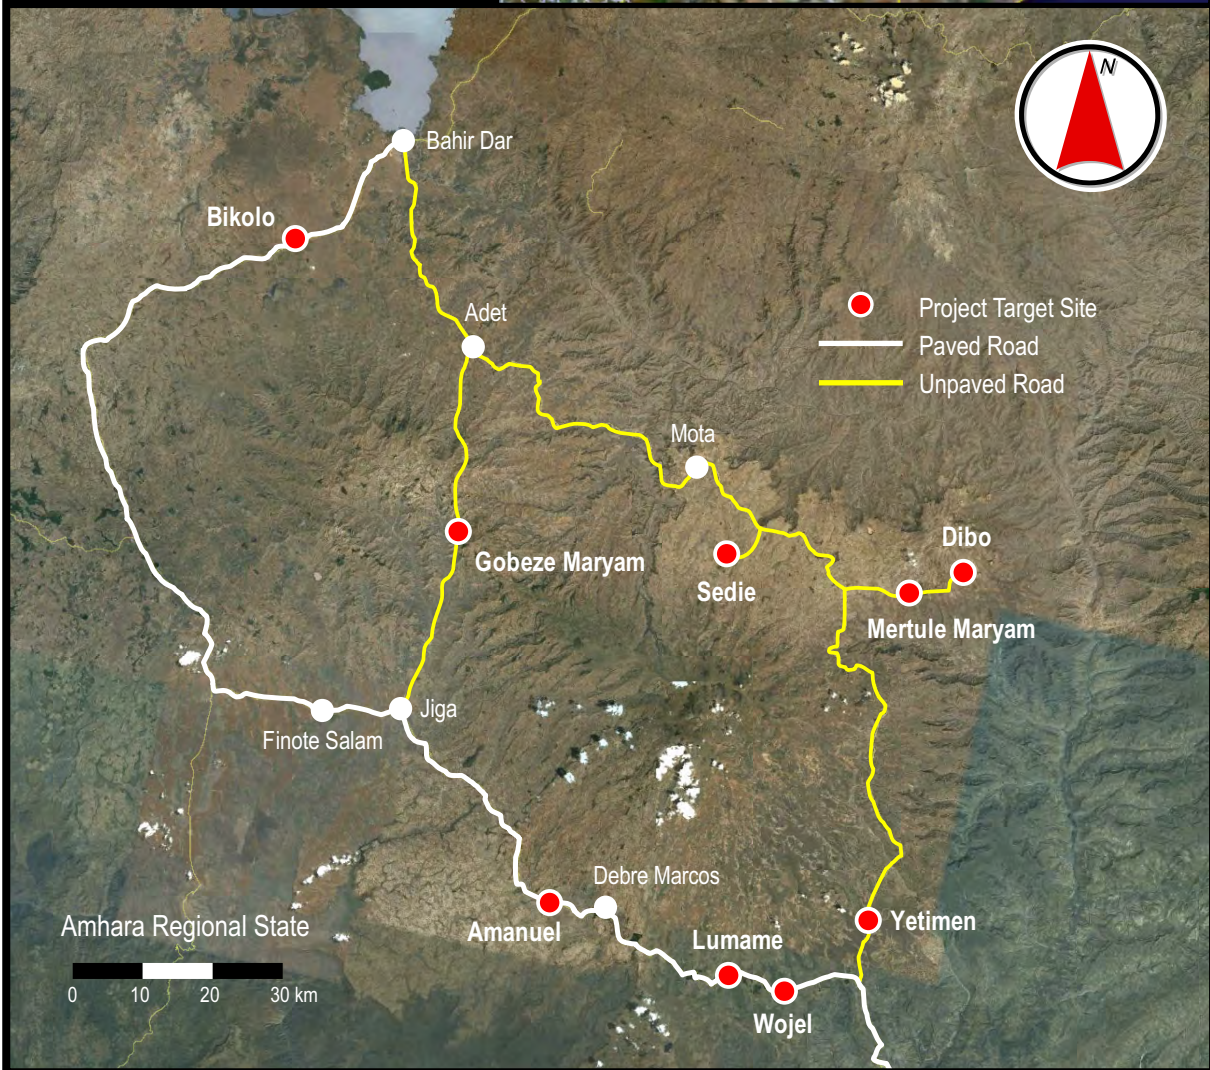 N
Bahir Dar
Bikolo
Adet
Project Target Site
Paved Road
Unpaved Road
Mota
Dibo
Gobeze Maryam
Sedie
Mertule Maryam
Jiga
Finote Salam
Debre Marcos
Amanuel
Yetimen
Amhara Regional State
Lumame
0 10 20 30 km
Wojel